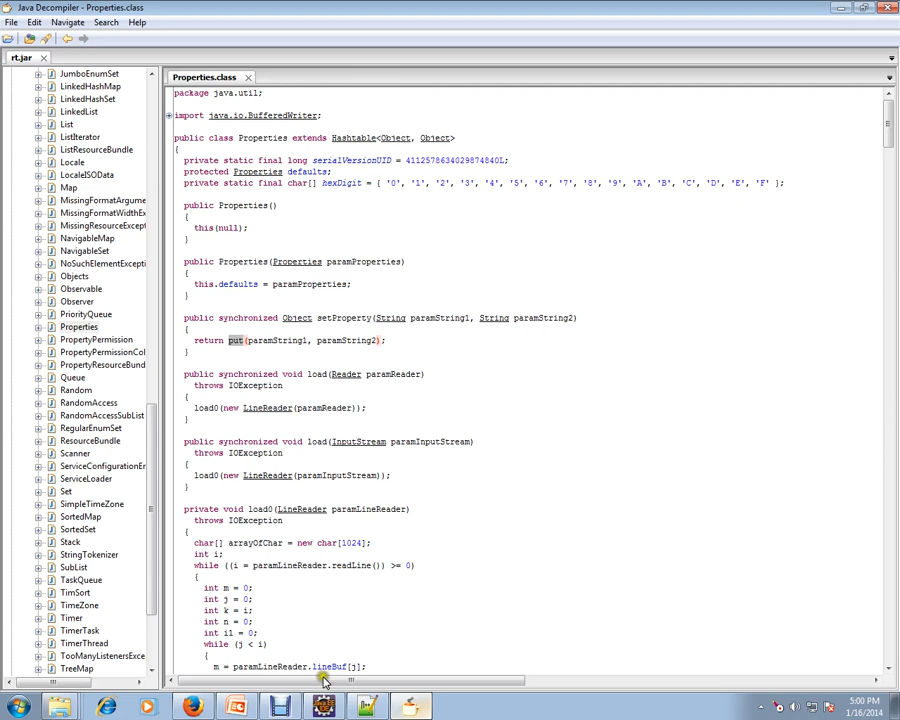 Java Decompiler - Properties.class
File Edit Navigate Search Help
rt.jar
JumboEnumSet
LinkedHashMap
LinkedHashSet
LinkedList
List
ListIterator
ListResourceBundle
Locale
LocaleISOData
Map
MissingFormatArgume
MissingFormatWidthEx
MissingResourceExcept
NavigableMap
NavigableSet
NoSuchElementExcepti
Objects
Observable
Observer
PriorityQueue
Properties
PropertyPermission
PropertyPermissionCol
PropertyResourceBund
Queue
Random
RandomAccess
RandomAccessSubList
RegularEnumSet
ResourceBundle
Scanner
ServiceConfigurationEr
ServiceLoader
Set
SimpleTimeZone
SortedMap
SortedSet
Stack
StringTokenizer
SubList
TaskQueue
TimSort
TimeZone
Timer
TimerTask
TimerThread
TooManyListenersExce
TreeMap
Properties.class
package java.util;
import java.io.BufferedWriter;
public class Properties extends Hashtable<Object, Object>
{
private static final long serialVersionUID = 4112578634029874840L;
protected Properties defaults;
private static final char[] hexDigit = { '0', '1', '2', '3', '4', '5', '6', '7', '8', '9', 'A', 'B', 'C', 'D', 'E', 'F' };
public Properties()
{
this(null);
}
public Properties(Properties paramProperties)
{
this.defaults = paramProperties;
}
public synchronized Object setProperty(String paramString1, String paramString2)
{
return put(paramString1, paramString2);
}
public synchronized void load(Reader paramReader)
throws IOException
{
load0(new LineReader(paramReader));
}
public synchronized void load(InputStream paramInputStream)
throws IOException
{
load0(new LineReader(paramInputStream));
}
private void load0(LineReader paramLineReader)
throws IOException
{
char[] arrayOfChar = new char[1024];
int i;
while ((i = paramLineReader.readLine()) >= 0)
{
int m = 0;
int j = 0;
int k = i;
int n = 0;
int i1 = 0;
while (j < i)
{
m = paramLineReader.lineBuf[j];
5:00 PM
1/16/2014